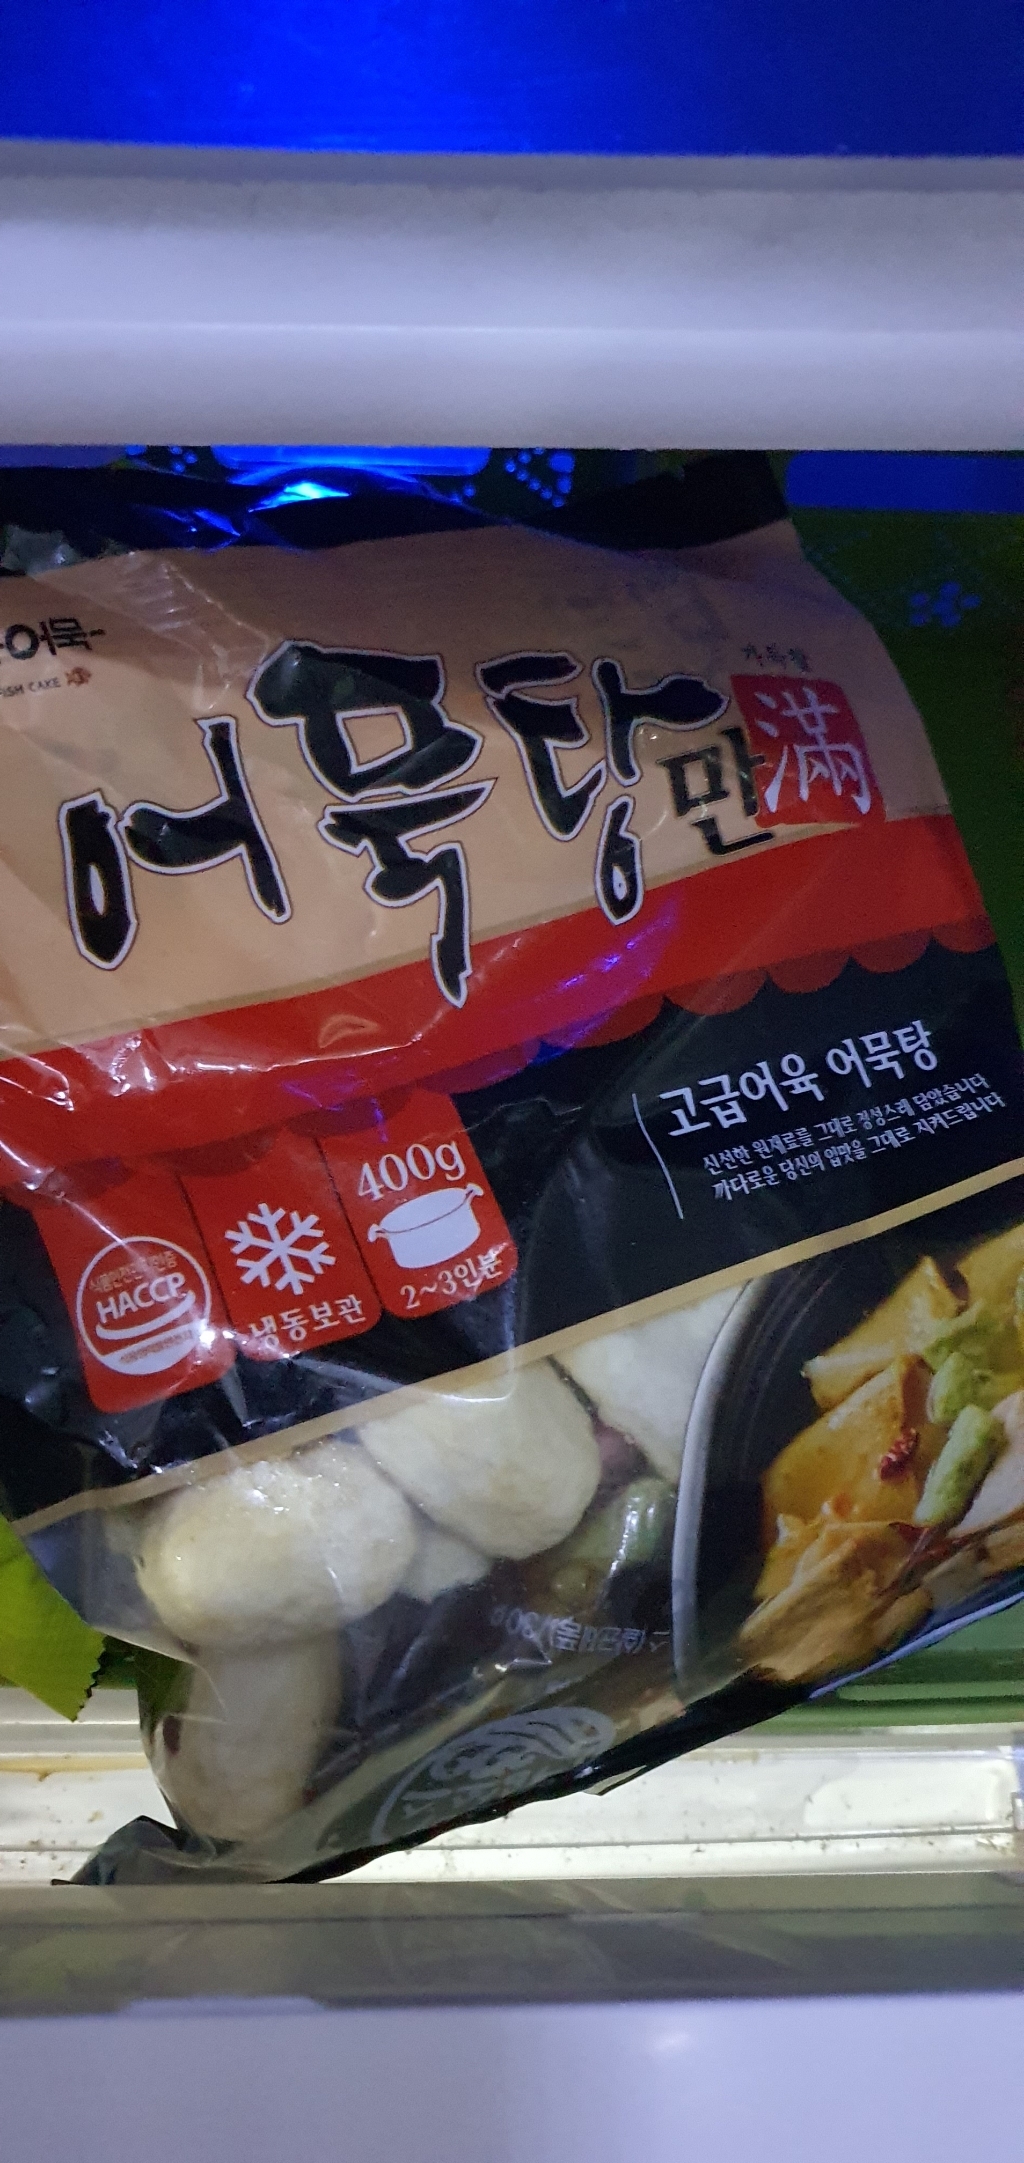 어묵
FISH CAKE
어묵탕
가득할
만 滿
고급어육 어묵탕
신선한 원재료를 그대로 정성스레 담았습니다
까다로운 당신의 입맛을 그대로 지켜드립니다
HACCP
냉동보관
400g
2~3인분